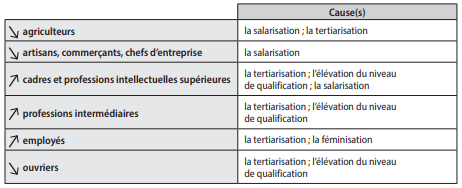 Cause(s)
↘ agriculteurs
la salarisation ; la tertiarisation
↘ artisans, commerçants, chefs d'entreprise
la salarisation
↗ cadres et professions intellectuelles supérieures
la tertiarisation ; l'élévation du niveau
de qualification ; la salarisation
↗ professions intermédiaires
la tertiarisation ; l'élévation du niveau
de qualification
↗ employés
la tertiarisation ; la féminisation
↘ ouvriers
la tertiarisation ; l'élévation du niveau
de qualification